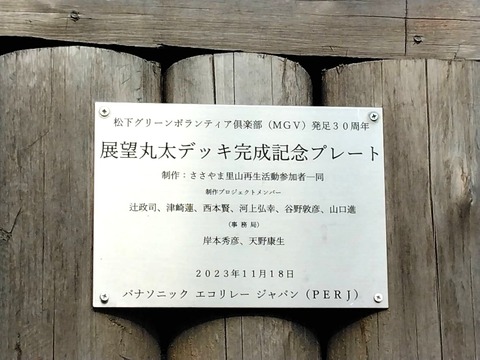 松下グリーンボランティア倶楽部（ＭＧＶ）発足３０周年
展望丸太デッキ完成記念プレート
制作：ささやま里山再生活動参加者一同
制作プロジェクトメンバー
辻政司、津崎蓮、西本賢、河上弘幸、谷野敦彦、山口進
（事務局）
岸本秀彦、天野康生
２０２３年１１月１８日
パナソニック エコリレー ジャパン（ＰＥＲＪ）